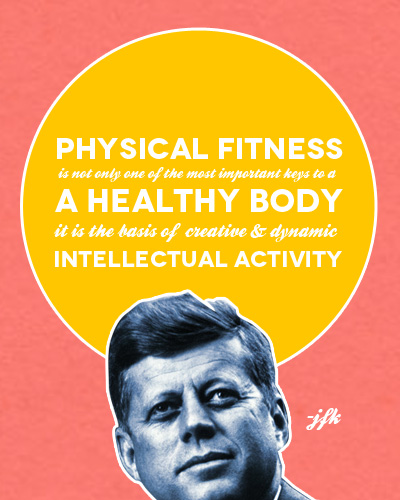 PHYSICAL FITNESS
is not only one of the most important keys to a
A HEALTHY BODY
it is the basis of creative & dynamic
INTELLECTUAL ACTIVITY
-jfk